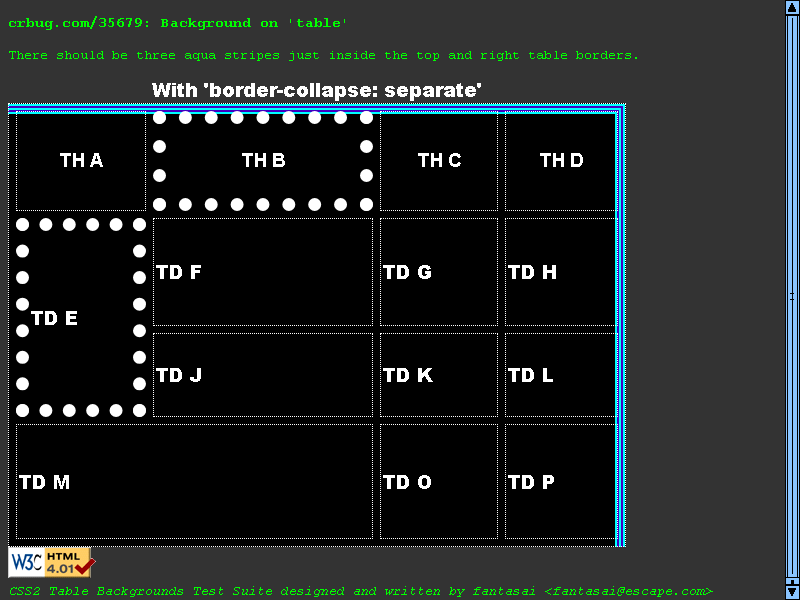 crbug.com/35679: Background on 'table'
There should be three aqua stripes just inside the top and right table borders.
With 'border-collapse: separate'
TH A TH B TH C TH D
TD E TD F TD G TD H
TD J TD K TD L
TD M TD O TD P
W3C HTML 4.01
CSS2 Table Backgrounds Test Suite designed and written by fantasai <fantasai@escape.com>